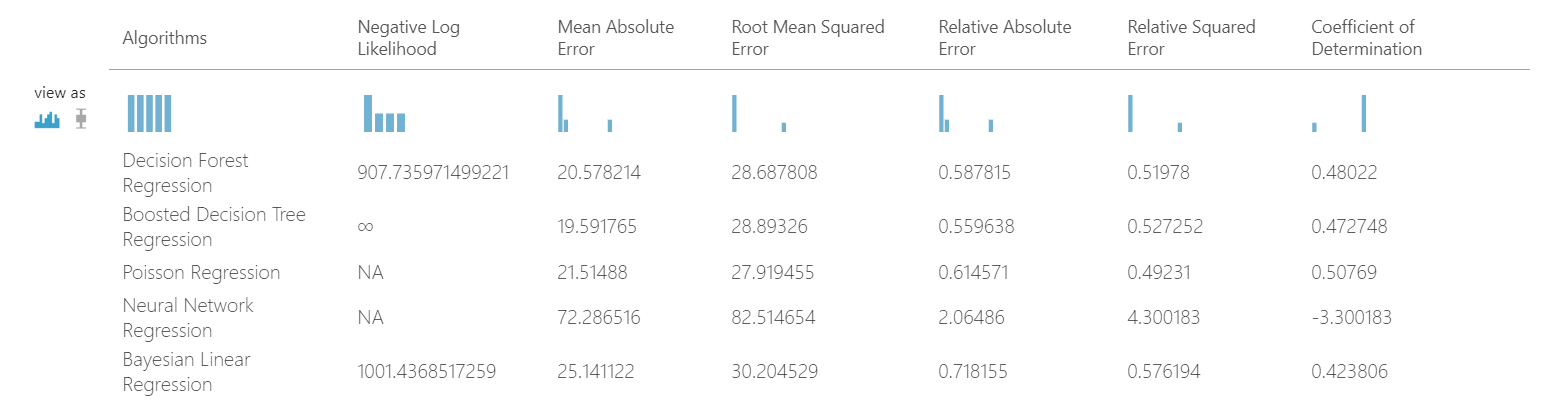 Algorithms Negative Log Likelihood Mean Absolute Error Root Mean Squared Error Relative Absolute Error Relative Squared Error Coefficient of Determination
view as
Decision Forest Regression 907.735971499221 20.578214 28.687808 0.587815 0.51978 0.48022
Boosted Decision Tree Regression ∞ 19.591765 28.89326 0.559638 0.527252 0.472748
Poisson Regression NA 21.51488 27.919455 0.614571 0.49231 0.50769
Neural Network Regression NA 72.286516 82.514654 2.06486 4.300183 -3.300183
Bayesian Linear Regression 1001.4368517259 25.141122 30.204529 0.718155 0.576194 0.423806